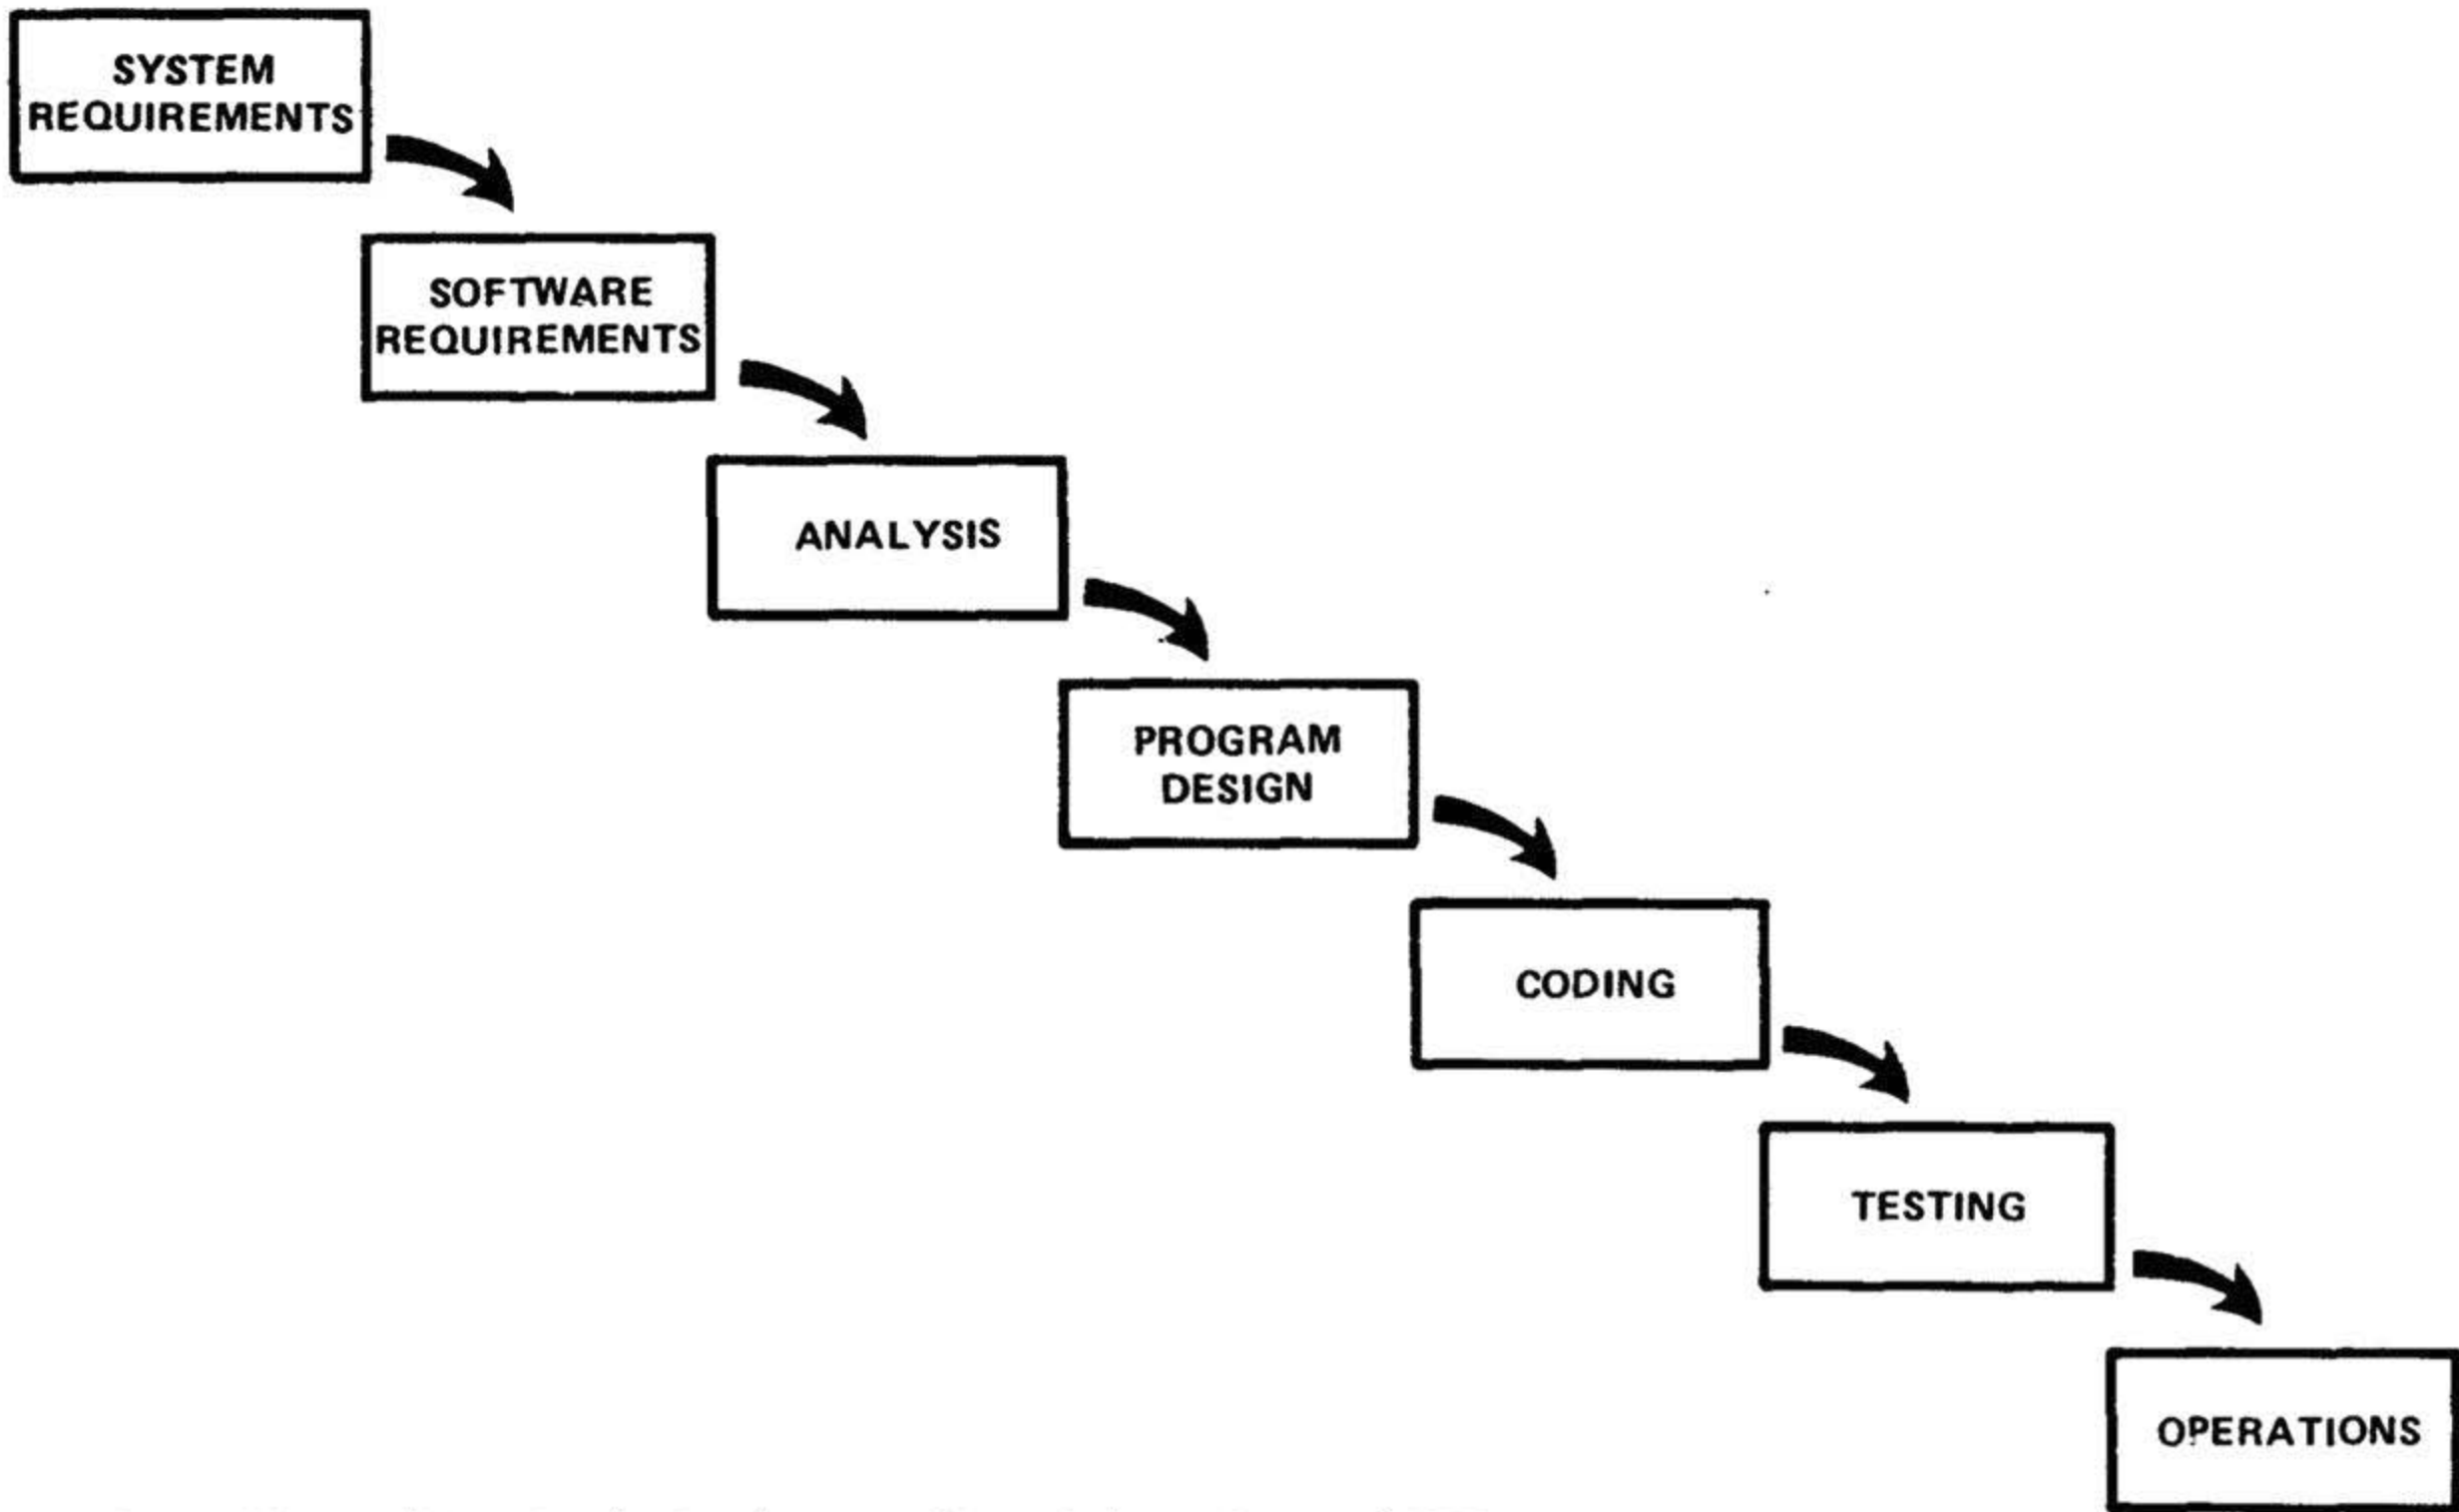 SYSTEM
REQUIREMENTS
SOFTWARE
REQUIREMENTS
ANALYSIS
PROGRAM
DESIGN
CODING
TESTING
OPERATIONS